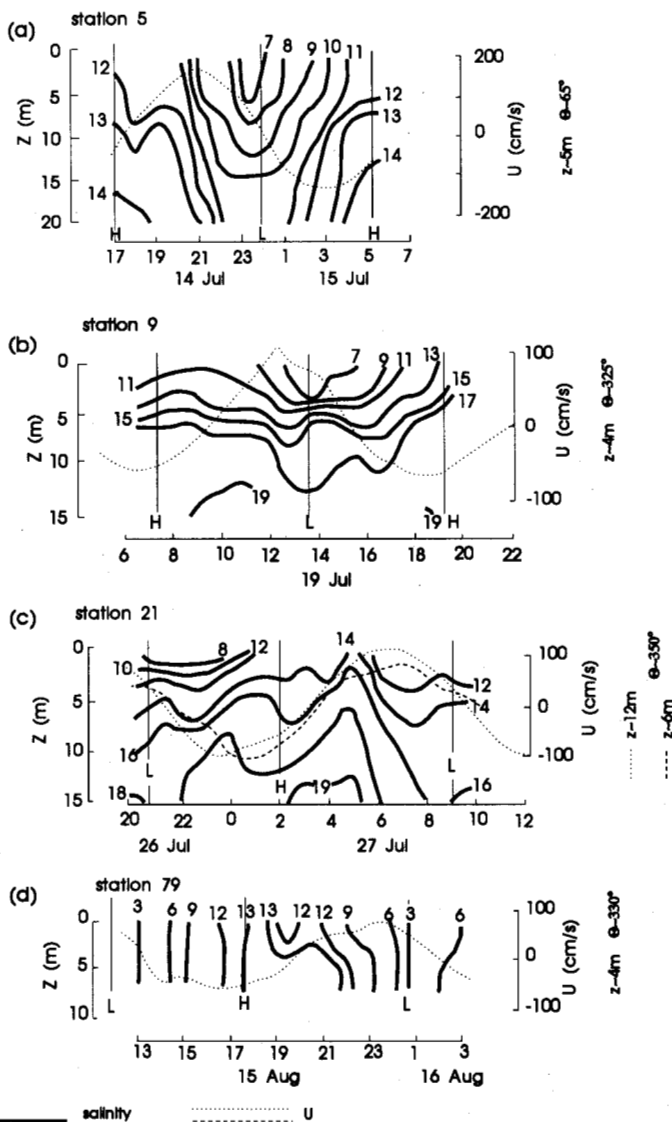 (a) station 5
7 8 9 10 11
12 13 14
12 13 14
0 5 10 15 20
Z (m)
200 100 0 -200
U (cm/s)
z-5m Θ-65°
H L H
17 19 21 23 1 3 5 7
14 Jul 15 Jul
(b) station 9
7 9 11 13 15 17
11 15 19 19
0 5 10 15
Z (m)
100 0 -100
U (cm/s)
z-4m Θ-325°
H L H
6 8 10 12 14 16 18 20 22
19 Jul
(c) station 21
8 12 14
10 16 18 19
12 14 16
0 5 10 15
Z (m)
100 0 -100
U (cm/s)
z-12m Θ-350°
z-6m
L H L
20 22 0 2 4 6 8 10 12
26 Jul 27 Jul
(d) station 79
3 6 9 12 13 13 12 12 9 6 3 6
0 5 10
Z (m)
100 0 -100
U (cm/s)
z-4m Θ-330°
L H L
13 15 17 19 21 23 1 3
15 Aug 16 Aug
salinity U